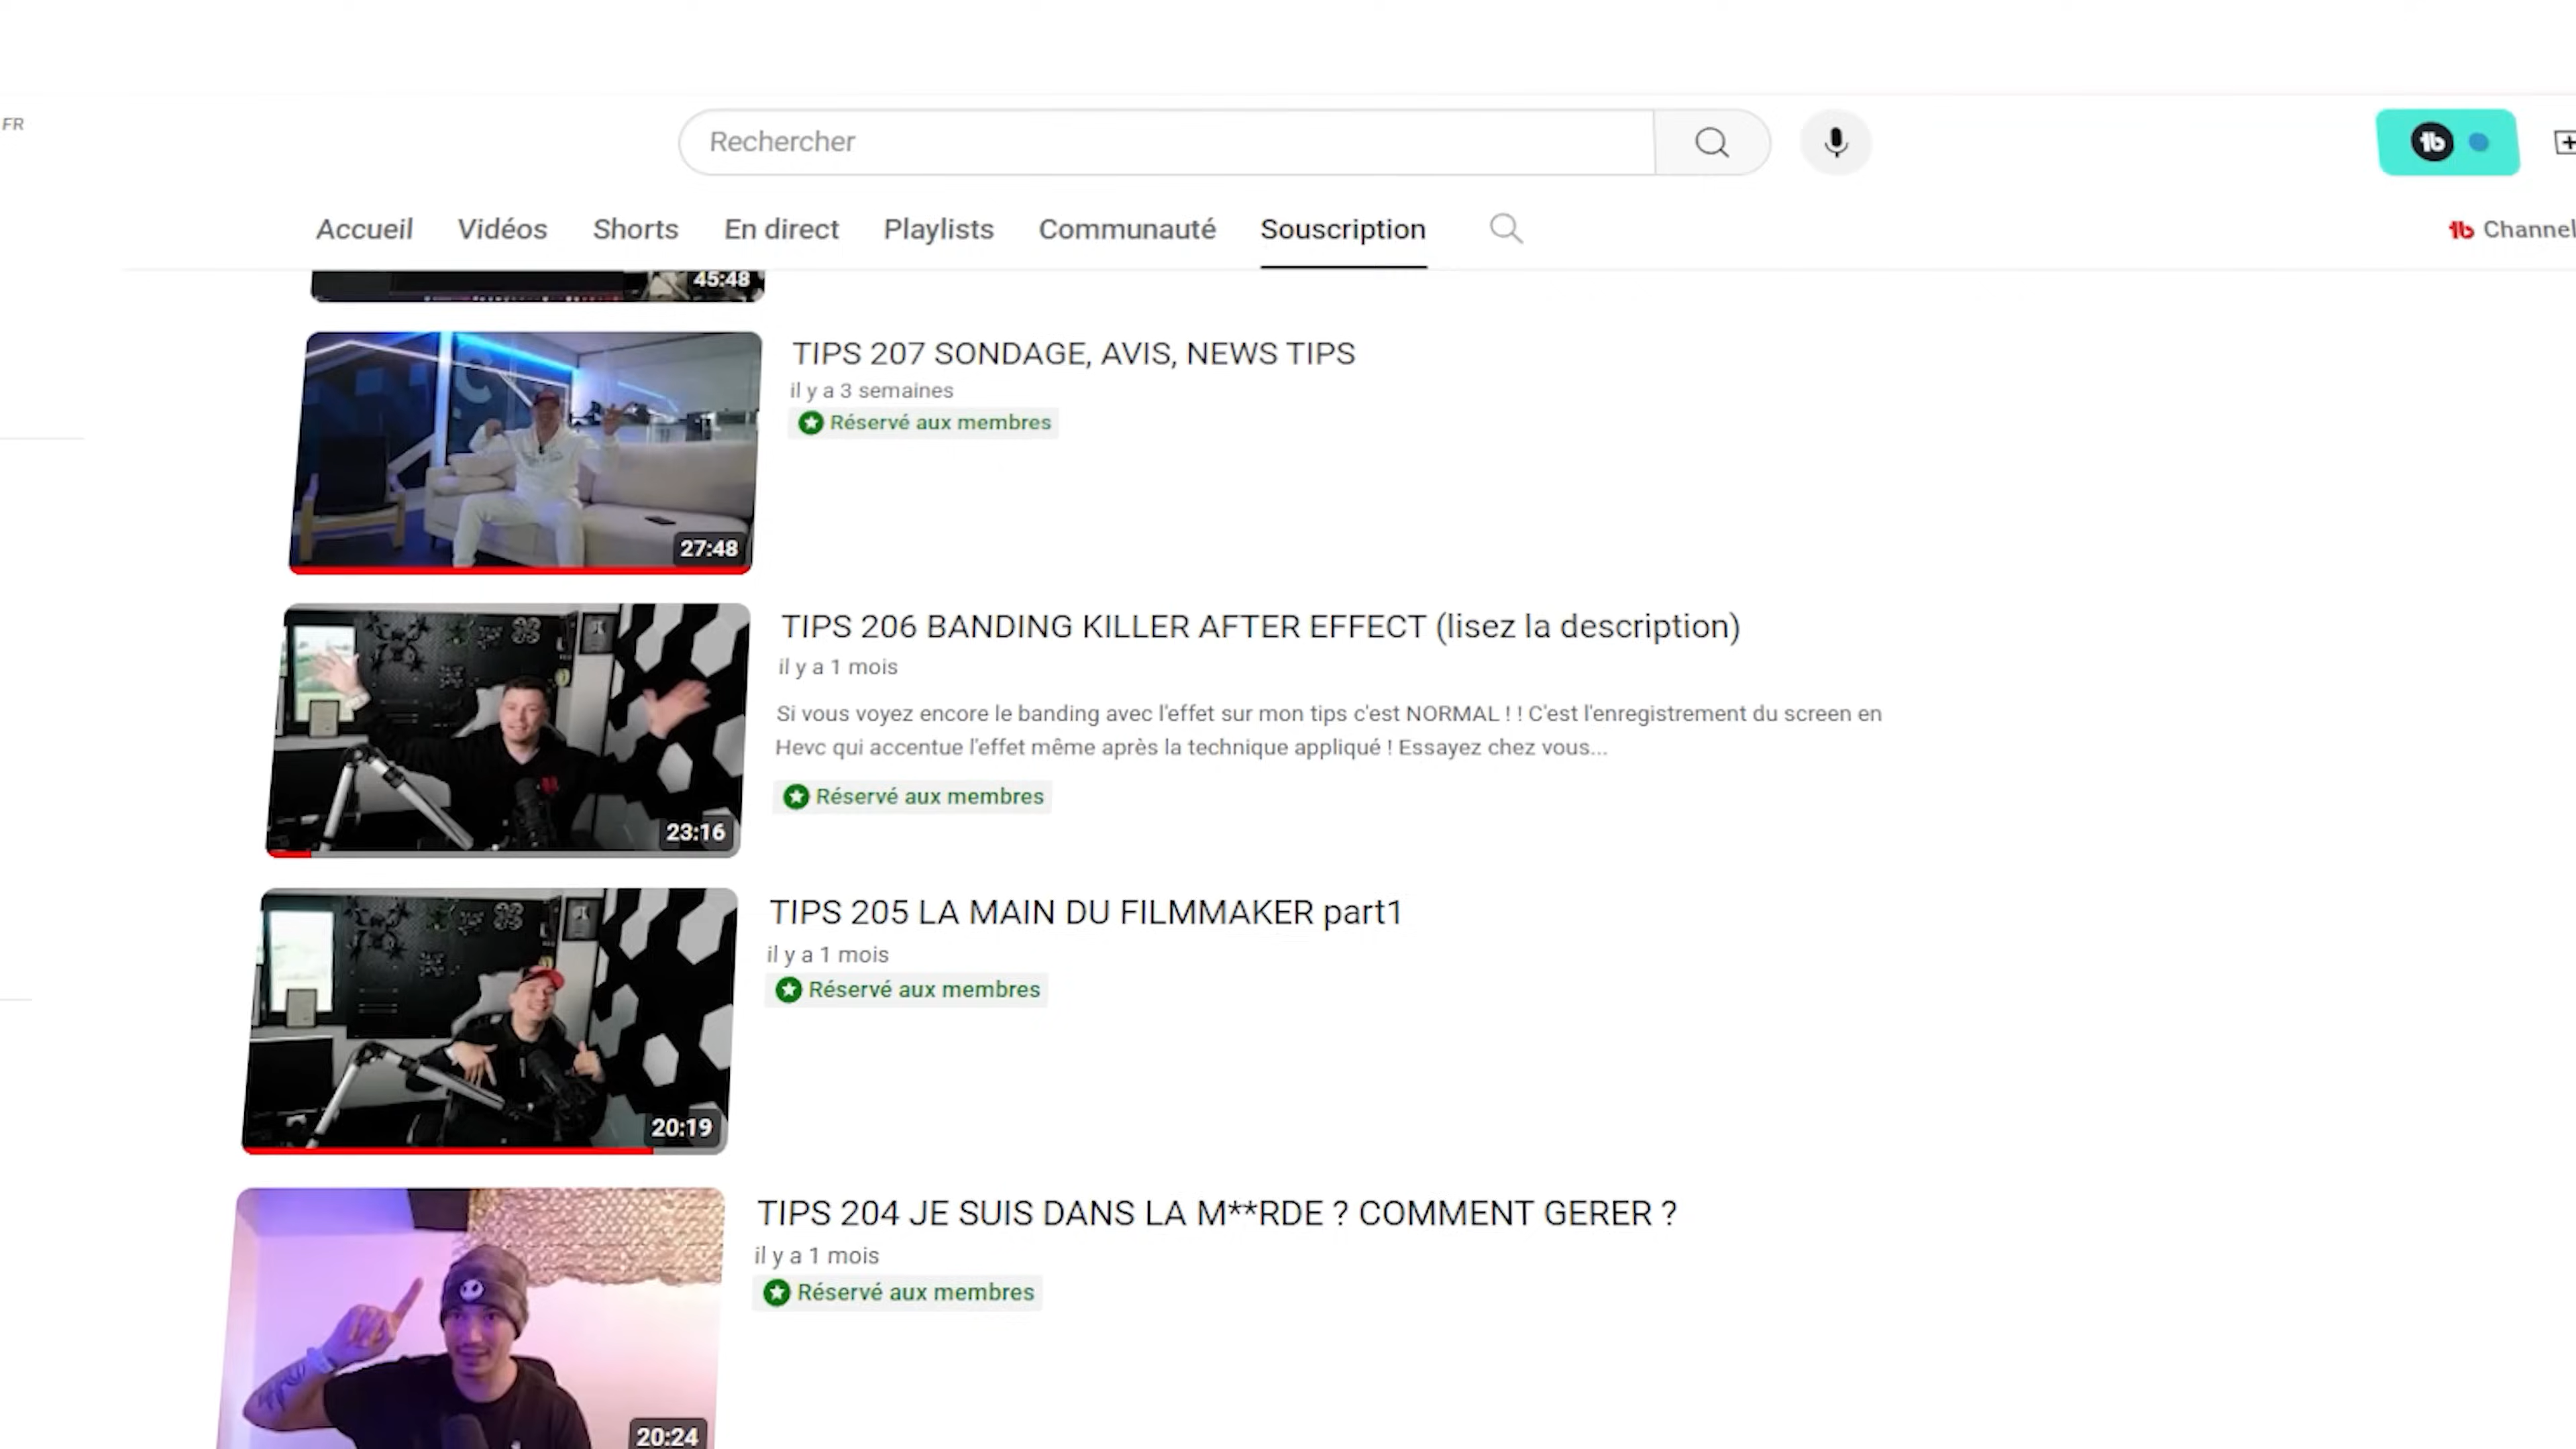 FR
Rechercher
Accueil Vidéos Shorts En direct Playlists Communauté Souscription
Channel
45:48
TIPS 207 SONDAGE, AVIS, NEWS TIPS
il y a 3 semaines
Réservé aux membres
27:48
TIPS 206 BANDING KILLER AFTER EFFECT (lisez la description)
il y a 1 mois
Si vous voyez encore le banding avec l'effet sur mon tips c'est NORMAL ! ! C'est l'enregistrement du screen en
Hevc qui accentue l'effet même après la technique appliqué ! Essayez chez vous...
Réservé aux membres
23:16
TIPS 205 LA MAIN DU FILMMAKER part1
il y a 1 mois
Réservé aux membres
20:19
TIPS 204 JE SUIS DANS LA M**RDE ? COMMENT GERER ?
il y a 1 mois
Réservé aux membres
20:24